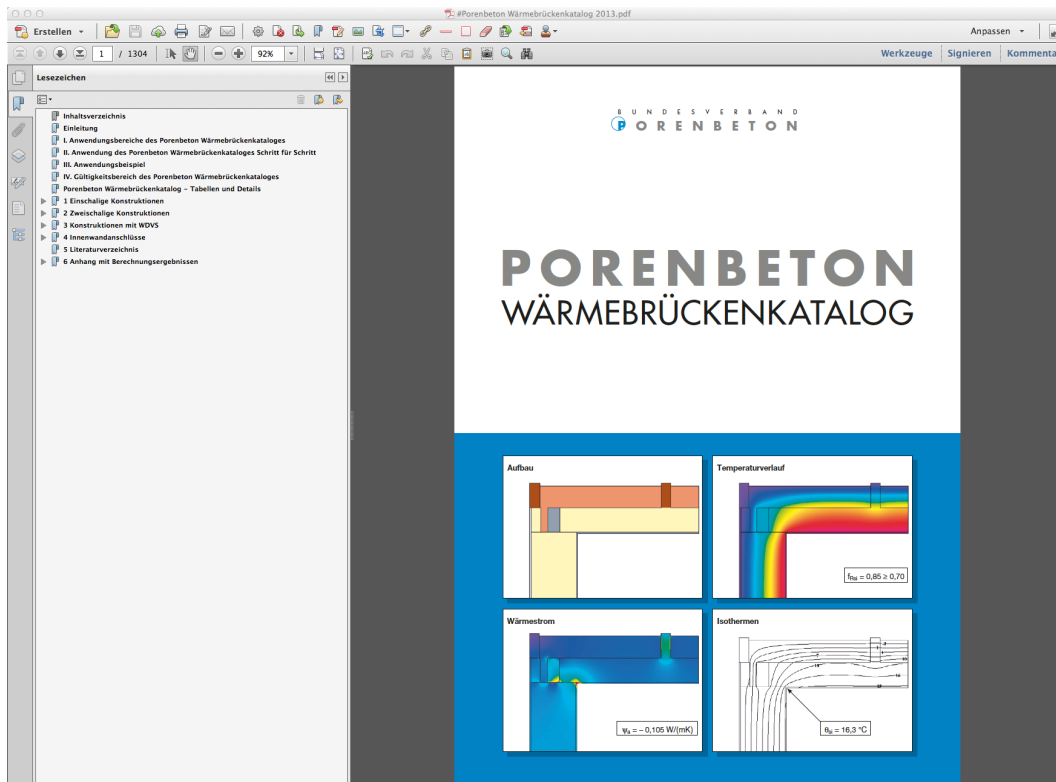 #Porenbeton Wärmebrückenkatalog 2013.pdf
Erstellen
Anpassen
1 / 1304
92%
Werkzeuge Signieren Kommenta
Lesezeichen
Inhaltsverzeichnis
Einleitung
I. Anwendungsbereiche des Porenbeton Wärmebrückenkataloges
II. Anwendung des Porenbeton Wärmebrückenkataloges Schritt für Schritt
III. Anwendungsbeispiel
IV. Gültigkeitsbereich des Porenbeton Wärmebrückenkataloges
Porenbeton Wärmebrückenkatalog – Tabellen und Details
1 Einschalige Konstruktionen
2 Zweischalige Konstruktionen
3 Konstruktionen mit WDVS
4 Innenwandanschlüsse
5 Literaturverzeichnis
6 Anhang mit Berechnungsergebnissen
BUNDESVERBAND
PORENBETON
PORENBETON
WÄRMEBRÜCKENKATALOG
Aufbau
Temperaturverlauf
fRsi = 0,85 ≥ 0,70
Wärmestrom
ψa = – 0,105 W/(mK)
Isothermen
θsi = 16,3 °C